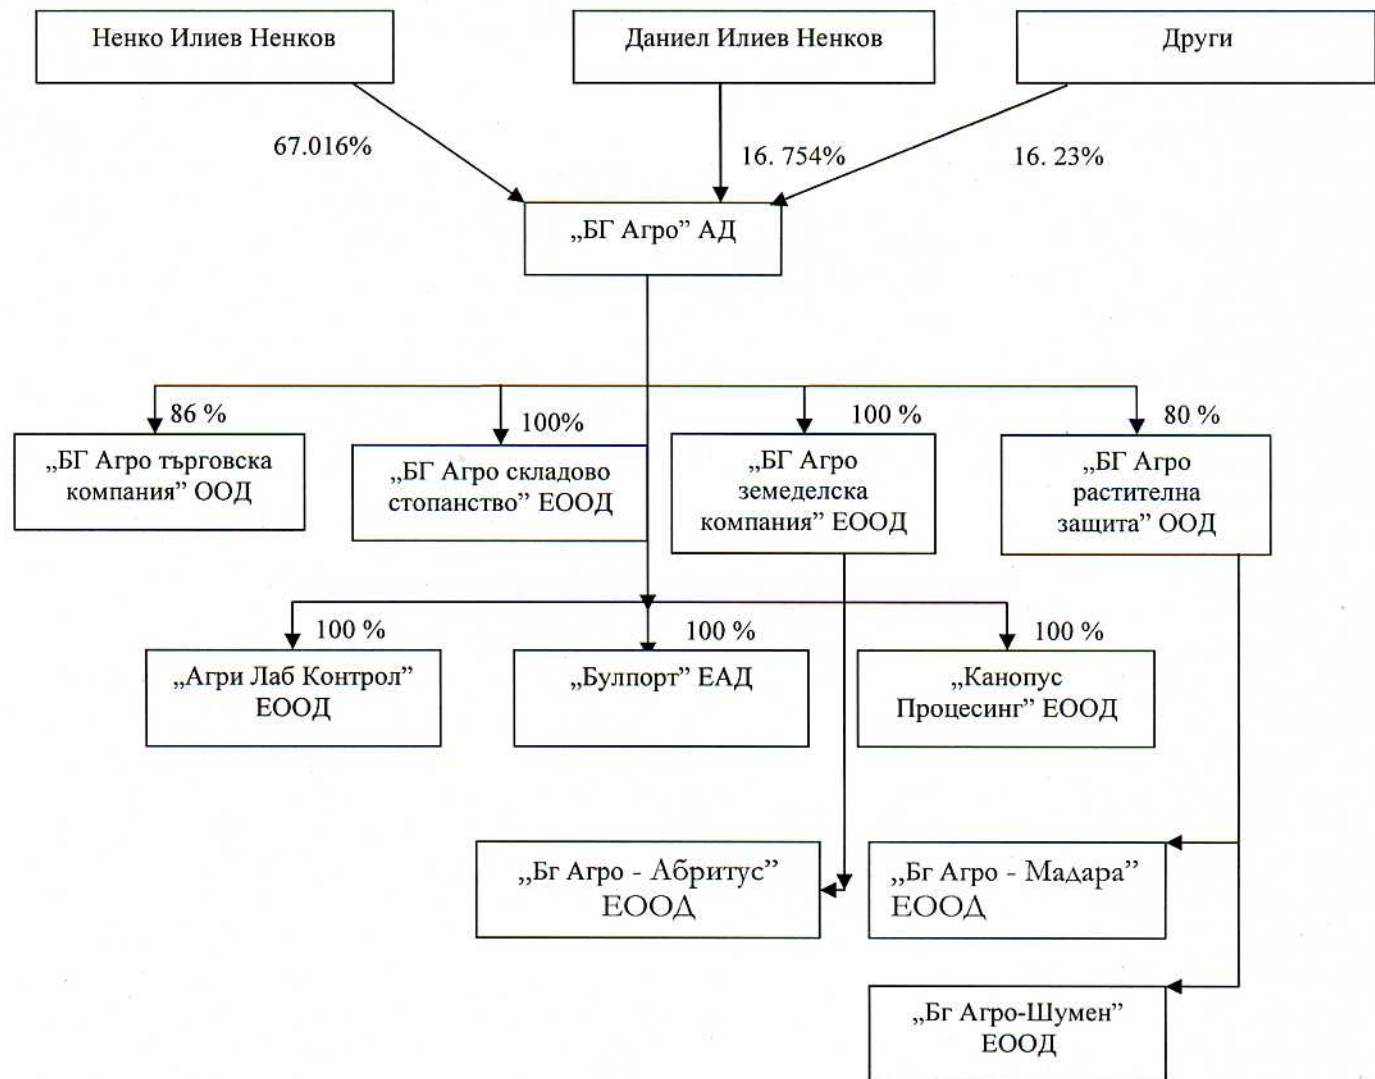 Ненко Илиев Ненков
Даниел Илиев Ненков
Други
67.016%
16. 754%
16. 23%
„БГ Агро” АД
86 %
100%
100 %
80 %
„БГ Агро търговска
компания” ООД
„БГ Агро складово
стопанство” ЕООД
„БГ Агро
земеделска
компания” ЕООД
„БГ Агро
растителна
защита” ООД
100 %
100 %
100 %
„Агри Лаб Контрол”
ЕООД
„Булпорт” ЕАД
„Канопус
Процесинг” ЕООД
„Бг Агро - Абритус”
ЕООД
„Бг Агро - Мадара”
ЕООД
„Бг Агро-Шумен”
ЕООД